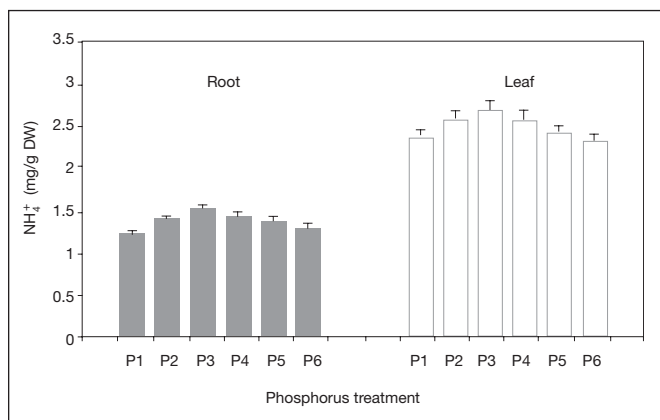 3.5
3
2.5
2
1.5
1
0.5
0
NH₄⁺ (mg/g DW)
Root
Leaf
P1 P2 P3 P4 P5 P6 P1 P2 P3 P4 P5 P6
Phosphorus treatment